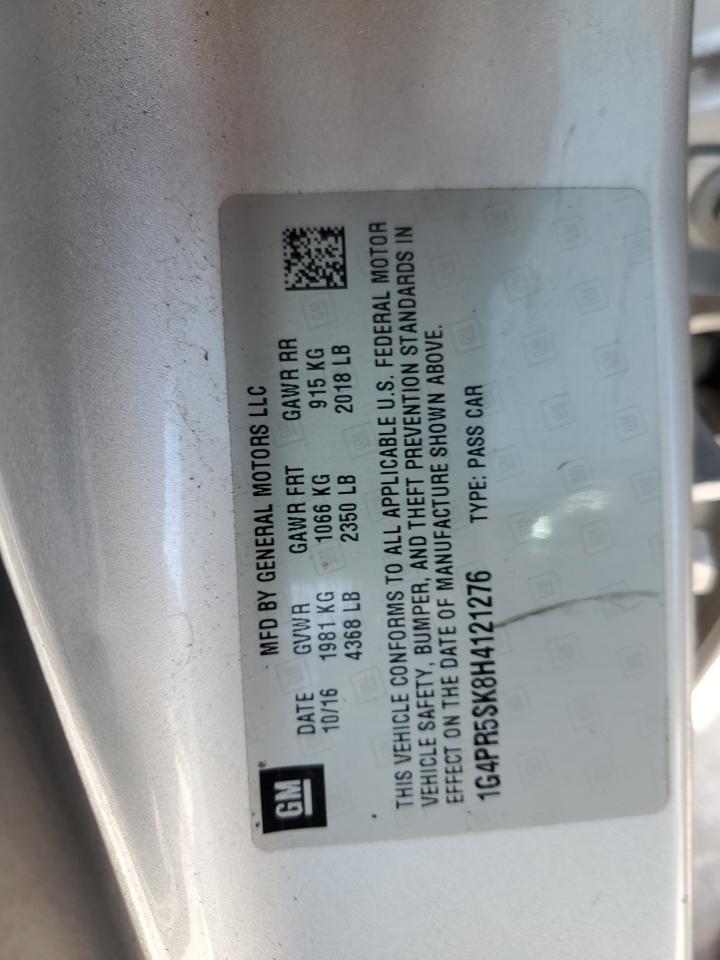 GM
MFD BY GENERAL MOTORS LLC
DATE GVWR GAWR FRT GAWR RR
10/16 1981 KG 1066 KG 915 KG
4368 LB 2350 LB 2018 LB
THIS VEHICLE CONFORMS TO ALL APPLICABLE U.S. FEDERAL MOTOR
VEHICLE SAFETY, BUMPER, AND THEFT PREVENTION STANDARDS IN
EFFECT ON THE DATE OF MANUFACTURE SHOWN ABOVE.
1G4PR5SK8H4121276 TYPE: PASS CAR